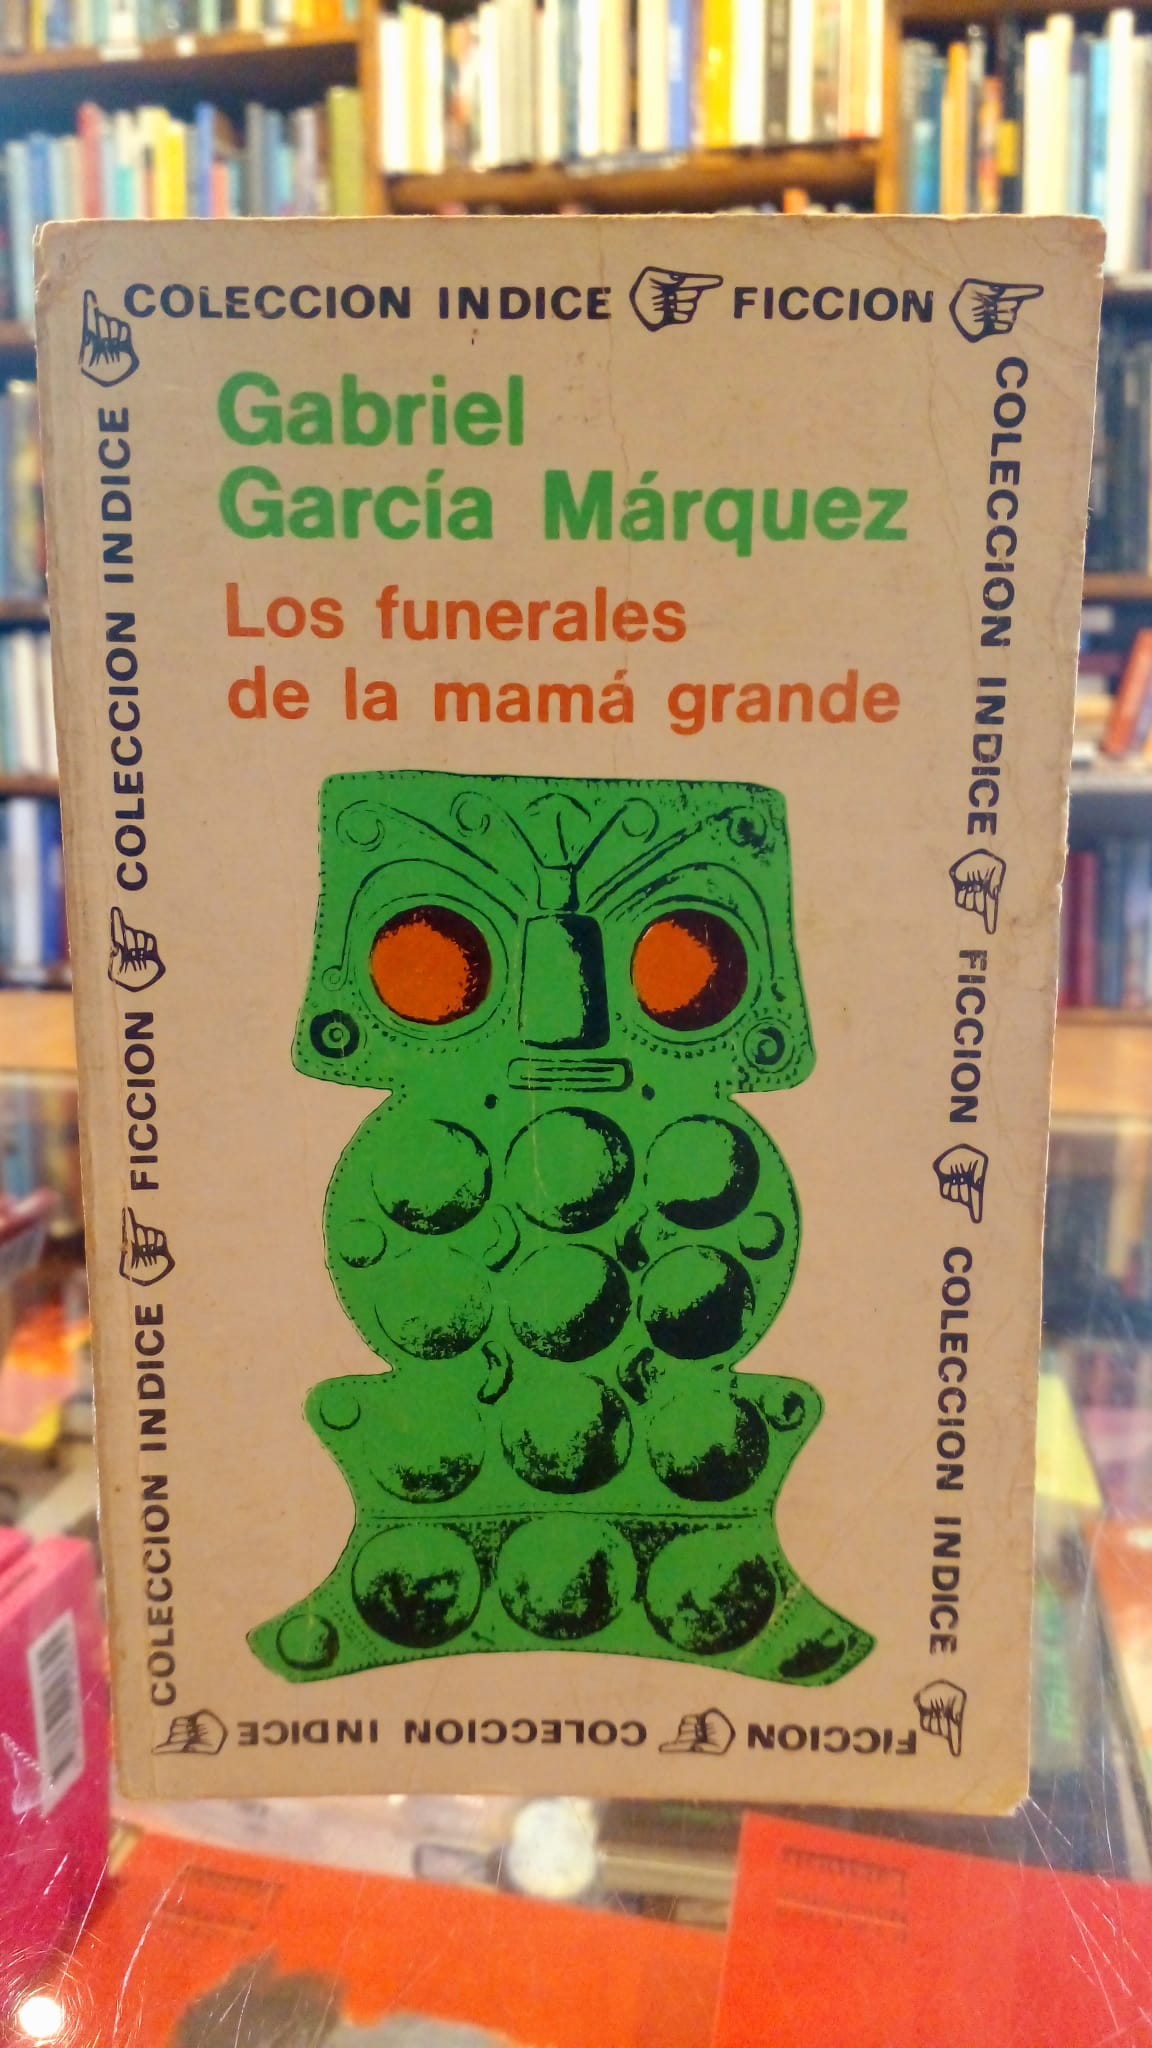 COLECCION INDICE FICCION
Gabriel
García Márquez
Los funerales
de la mamá grande
COLECCION INDICE FICCION COLECCION INDICE
FICCION COLECCION INDICE
COLECCION INDICE FICCION COLECCION INDICE